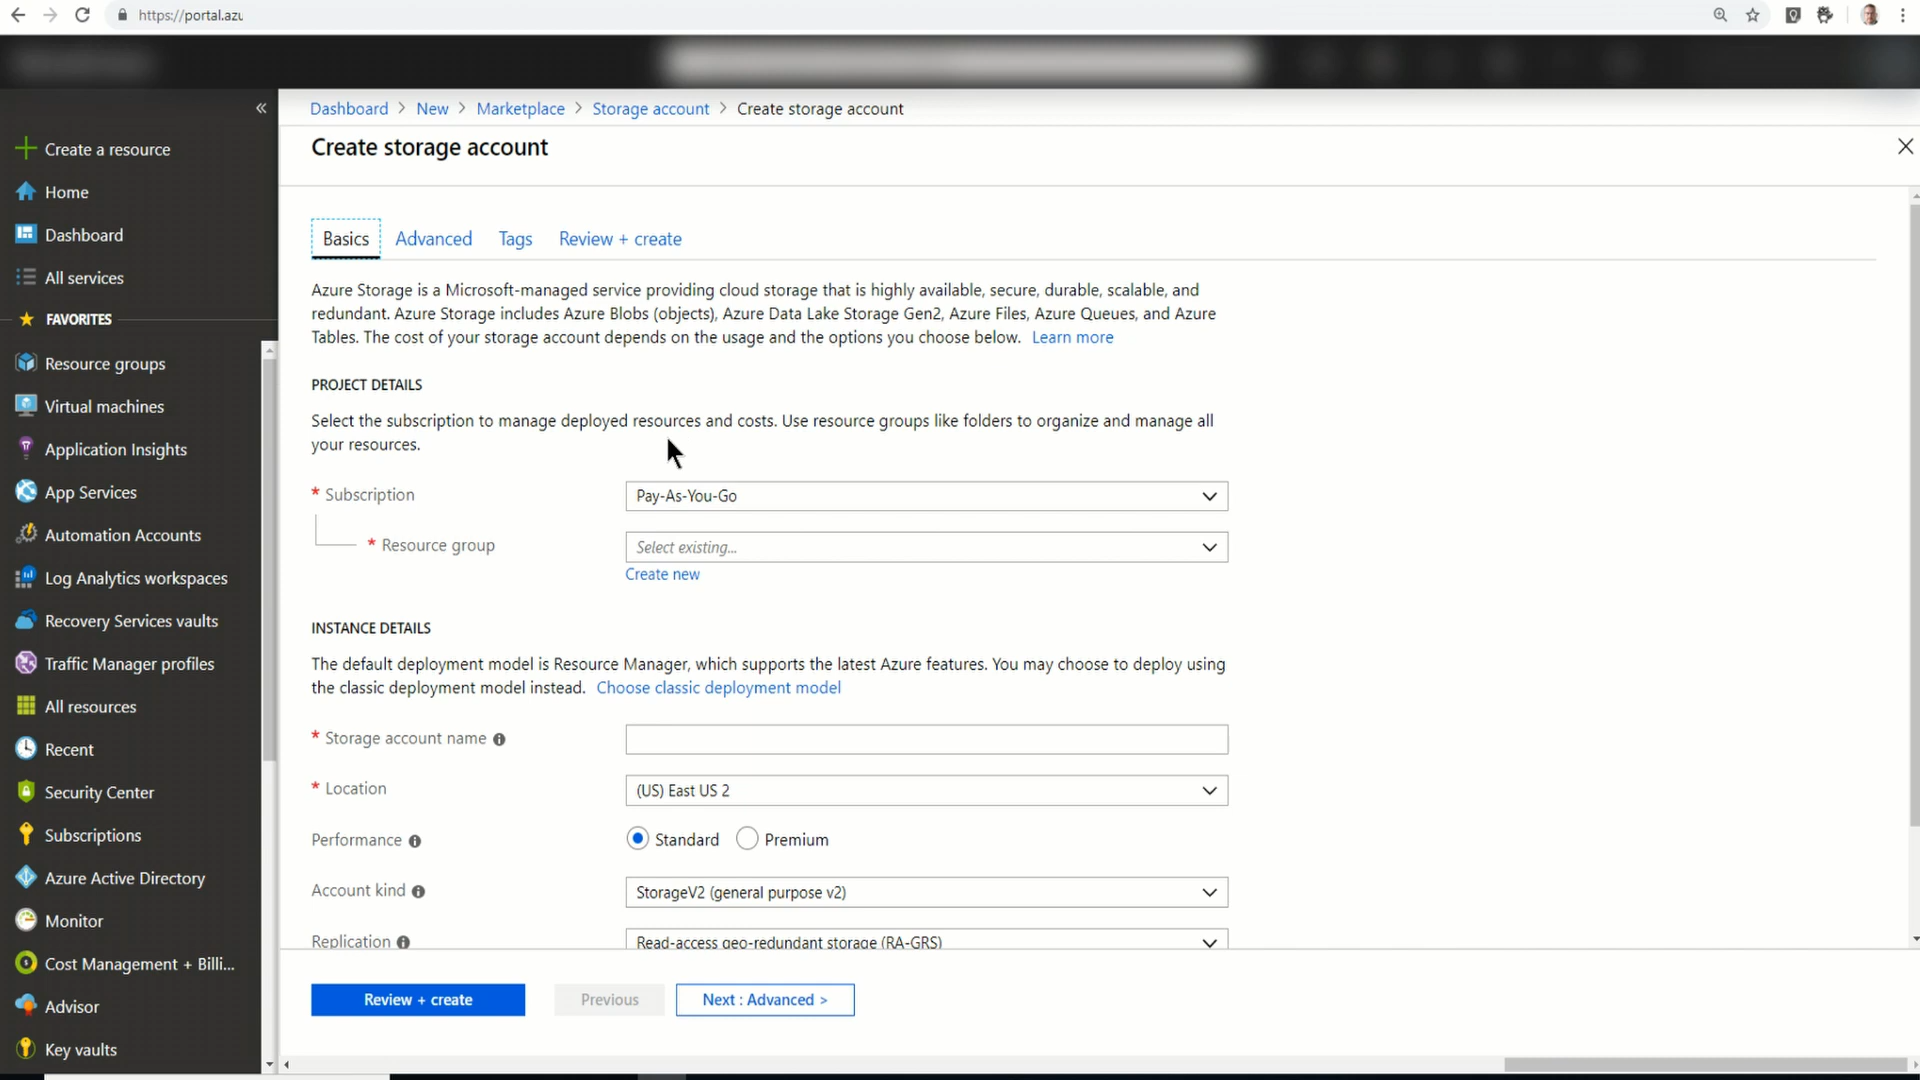 https://portal.azu
Dashboard > New > Marketplace > Storage account > Create storage account
Create storage account
Create a resource
Home
Dashboard
All services
FAVORITES
Resource groups
Virtual machines
Application Insights
App Services
Automation Accounts
Log Analytics workspaces
Recovery Services vaults
Traffic Manager profiles
All resources
Recent
Security Center
Subscriptions
Azure Active Directory
Monitor
Cost Management + Billi...
Advisor
Key vaults
Basics Advanced Tags Review + create
Azure Storage is a Microsoft-managed service providing cloud storage that is highly available, secure, durable, scalable, and
redundant. Azure Storage includes Azure Blobs (objects), Azure Data Lake Storage Gen2, Azure Files, Azure Queues, and Azure
Tables. The cost of your storage account depends on the usage and the options you choose below. Learn more
PROJECT DETAILS
Select the subscription to manage deployed resources and costs. Use resource groups like folders to organize and manage all
your resources.
* Subscription Pay-As-You-Go
* Resource group Select existing...
Create new
INSTANCE DETAILS
The default deployment model is Resource Manager, which supports the latest Azure features. You may choose to deploy using
the classic deployment model instead. Choose classic deployment model
* Storage account name
* Location (US) East US 2
Performance Standard Premium
Account kind StorageV2 (general purpose v2)
Replication Read-access geo-redundant storage (RA-GRS)
Review + create Previous Next : Advanced >